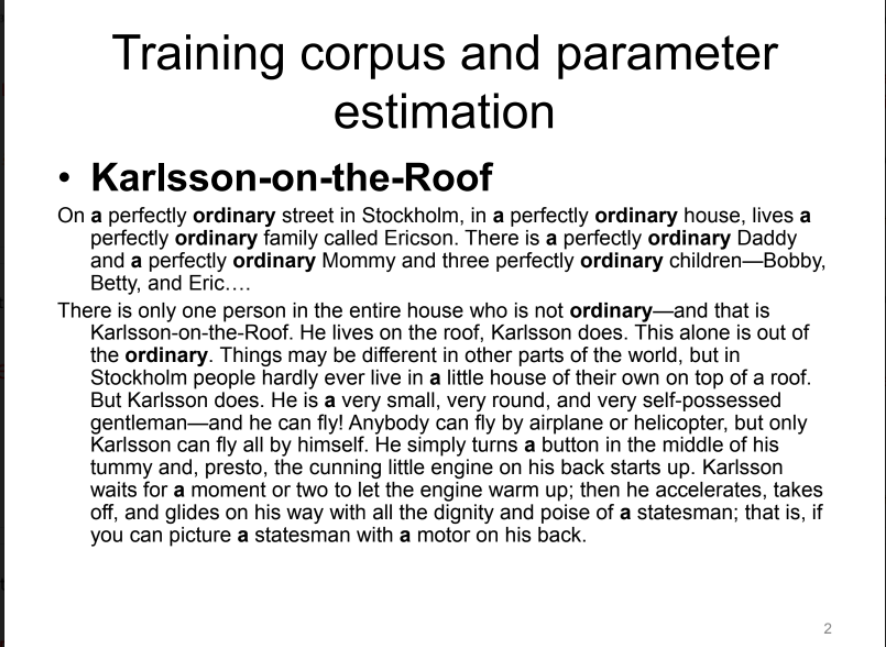 Training corpus and parameter
estimation
• Karlsson-on-the-Roof
On a perfectly ordinary street in Stockholm, in a perfectly ordinary house, lives a
perfectly ordinary family called Ericson. There is a perfectly ordinary Daddy
and a perfectly ordinary Mommy and three perfectly ordinary children—Bobby,
Betty, and Eric….
There is only one person in the entire house who is not ordinary—and that is
Karlsson-on-the-Roof. He lives on the roof, Karlsson does. This alone is out of
the ordinary. Things may be different in other parts of the world, but in
Stockholm people hardly ever live in a little house of their own on top of a roof.
But Karlsson does. He is a very small, very round, and very self-possessed
gentleman—and he can fly! Anybody can fly by airplane or helicopter, but only
Karlsson can fly all by himself. He simply turns a button in the middle of his
tummy and, presto, the cunning little engine on his back starts up. Karlsson
waits for a moment or two to let the engine warm up; then he accelerates, takes
off, and glides on his way with all the dignity and poise of a statesman; that is, if
you can picture a statesman with a motor on his back.
2